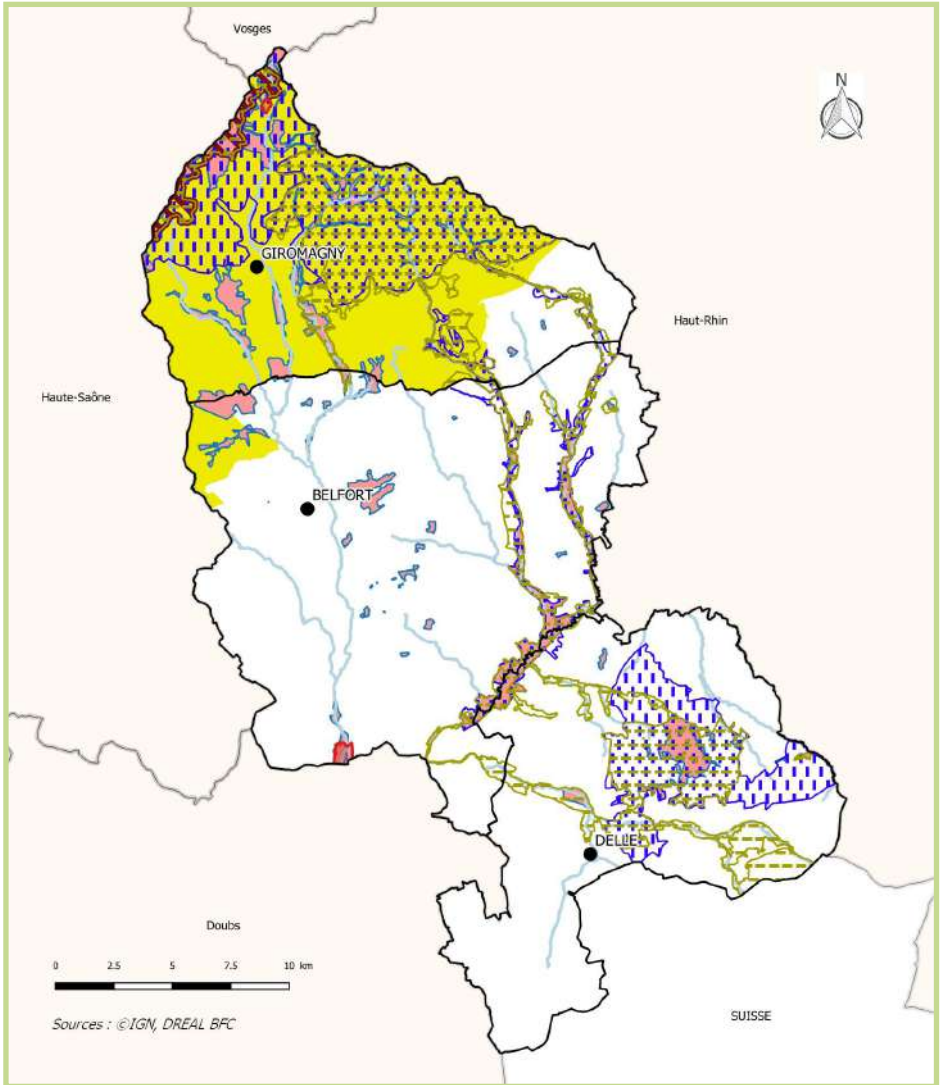 Vosges
N
GIROMAGNY
Haut-Rhin
Haute-Saône
BELFORT
DELLE
Doubs
0 2.5 5 7.5 10 km
Sources : ©IGN, DREAL BFC
SUISSE